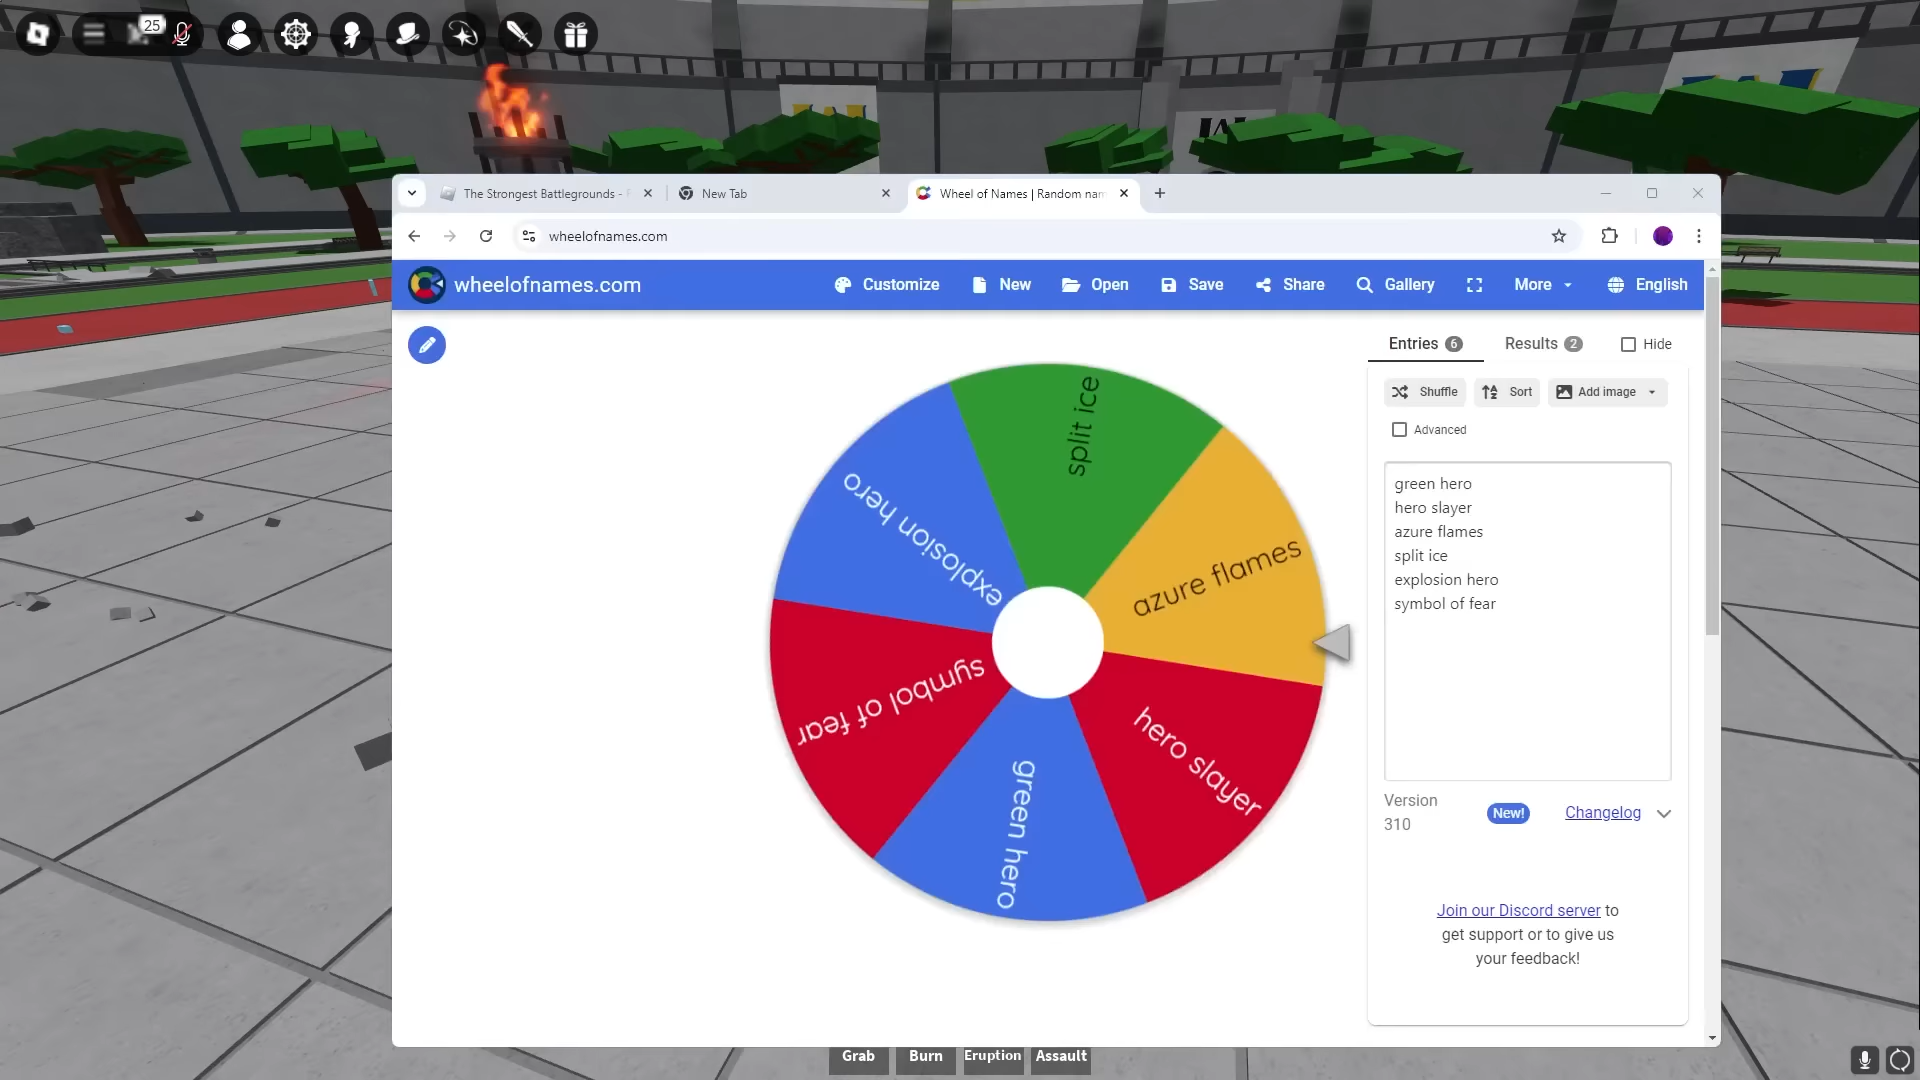 25
The Strongest Battlegrounds -
New Tab
Wheel of Names | Random nam
wheelofnames.com
wheelofnames.com
Customize
New
Open
Save
Share
Gallery
More
English
Entries 6
Results 2
Hide
Shuffle
Sort
Add image
Advanced
green hero
hero slayer
azure flames
split ice
explosion hero
symbol of fear
split ice
azure flames
hero slayer
green hero
symbol of fear
explosion hero
Version
310
New!
Changelog
Join our Discord server to
get support or to give us
your feedback!
Grab
Burn
Eruption
Assault